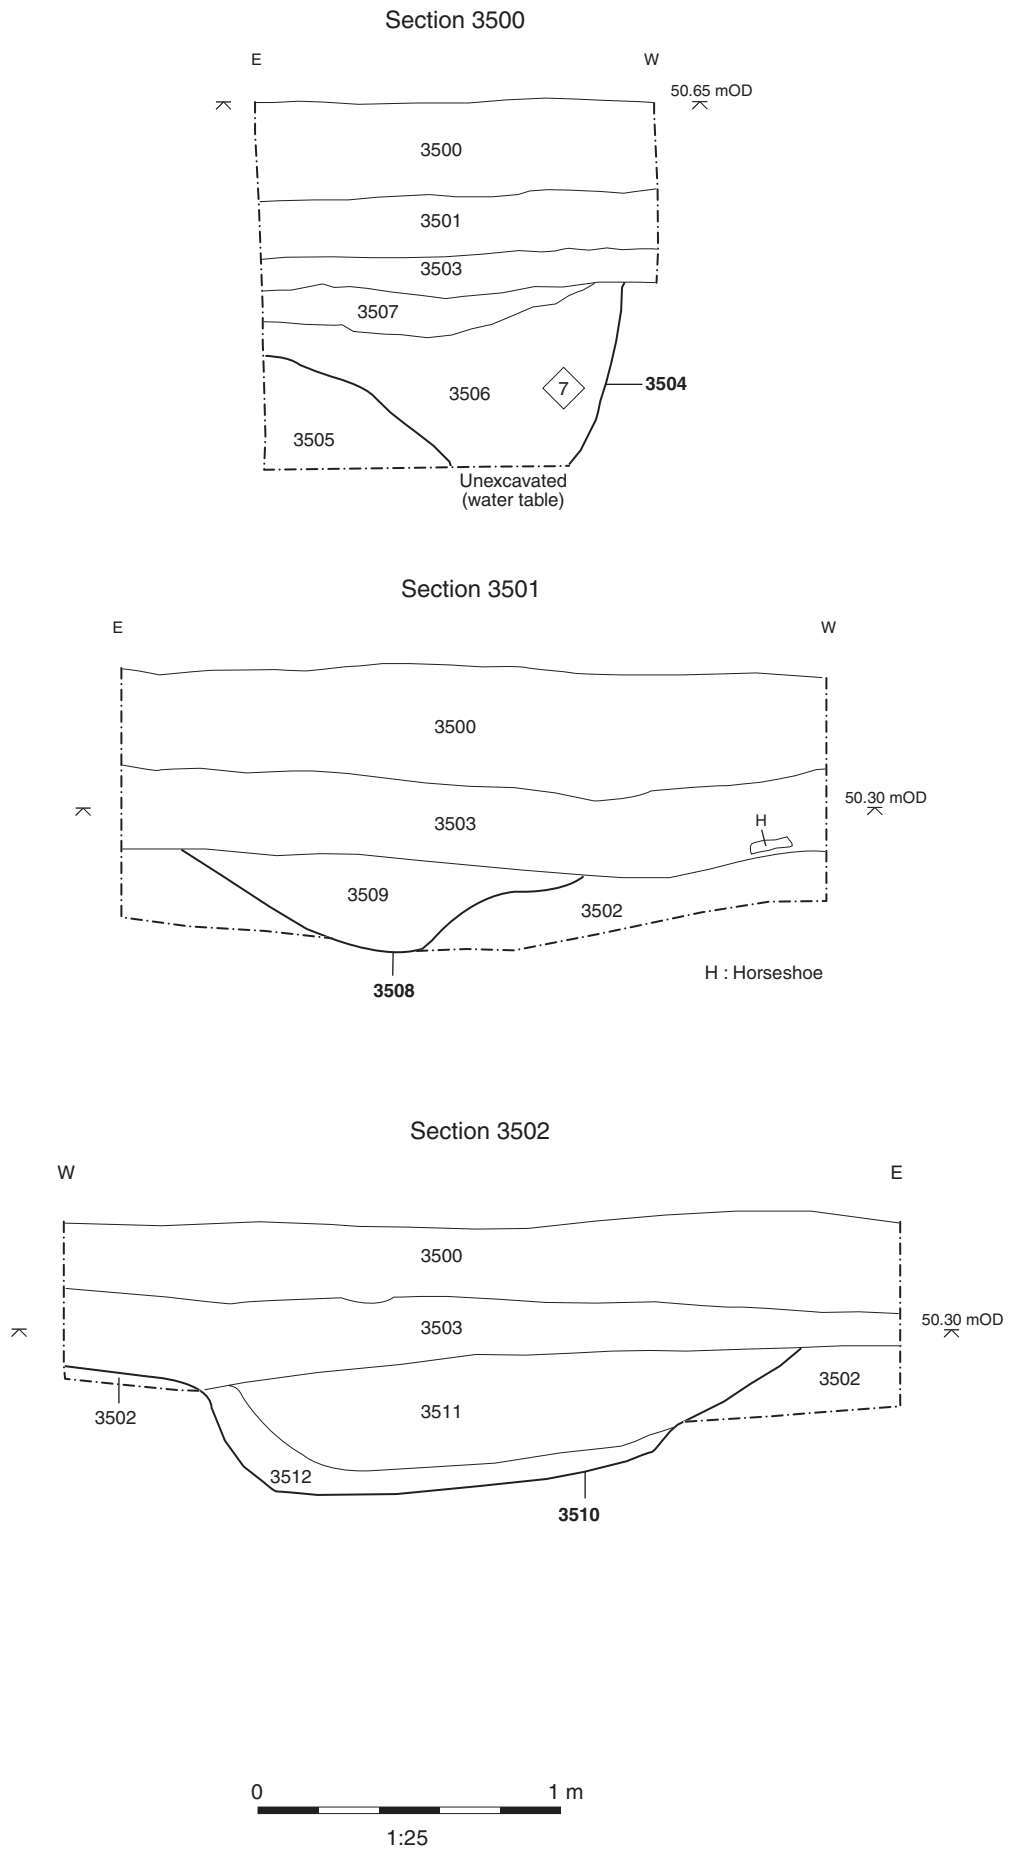 Section 3500
E
W
50.65 mOD
3500
3501
3503
3507
3506
7
3504
3505
Unexcavated
(water table)
Section 3501
E
W
3500
50.30 mOD
3503
H
3509
3502
H : Horseshoe
3508
Section 3502
W
E
3500
50.30 mOD
3503
3502
3502
3511
3512
3510
0
1 m
1:25